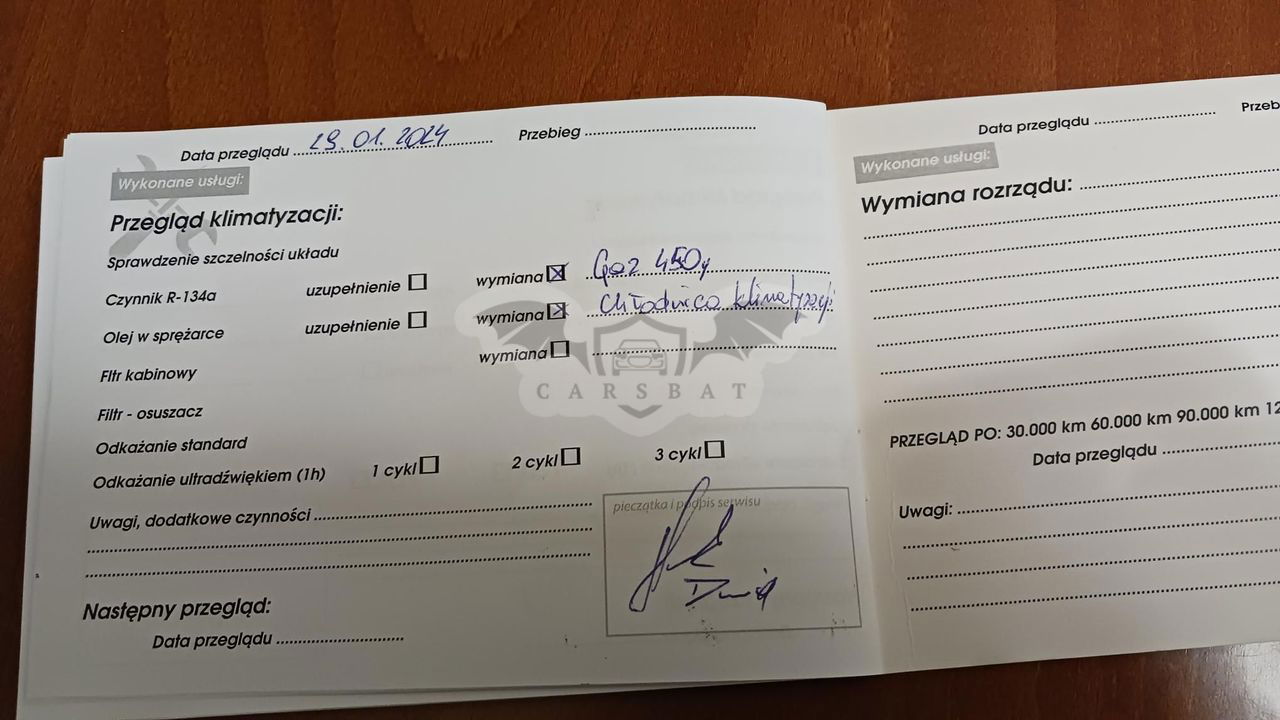 Data przeglądu 29.01.2024 Przebieg
Wykonane usługi:
Przegląd klimatyzacji:
Sprawdzenie szczelności układu
Czynnik R-134a uzupełnienie wymiana Gaz 450g
Olej w sprężarce uzupełnienie wymiana Chłodnica klimatyzacji
Fltr kabinowy wymiana
Filtr - osuszacz
Odkażanie standard
Odkażanie ultradźwiękiem (1h) 1 cykl 2 cykl 3 cykl
Uwagi, dodatkowe czynności
pieczątka i podpis serwisu
Następny przegląd:
Data przeglądu
CARSBAT
Data przeglądu Przeb
Wykonane usługi:
Wymiana rozrządu:
PRZEGLĄD PO: 30.000 km 60.000 km 90.000 km 12
Data przeglądu
Uwagi: